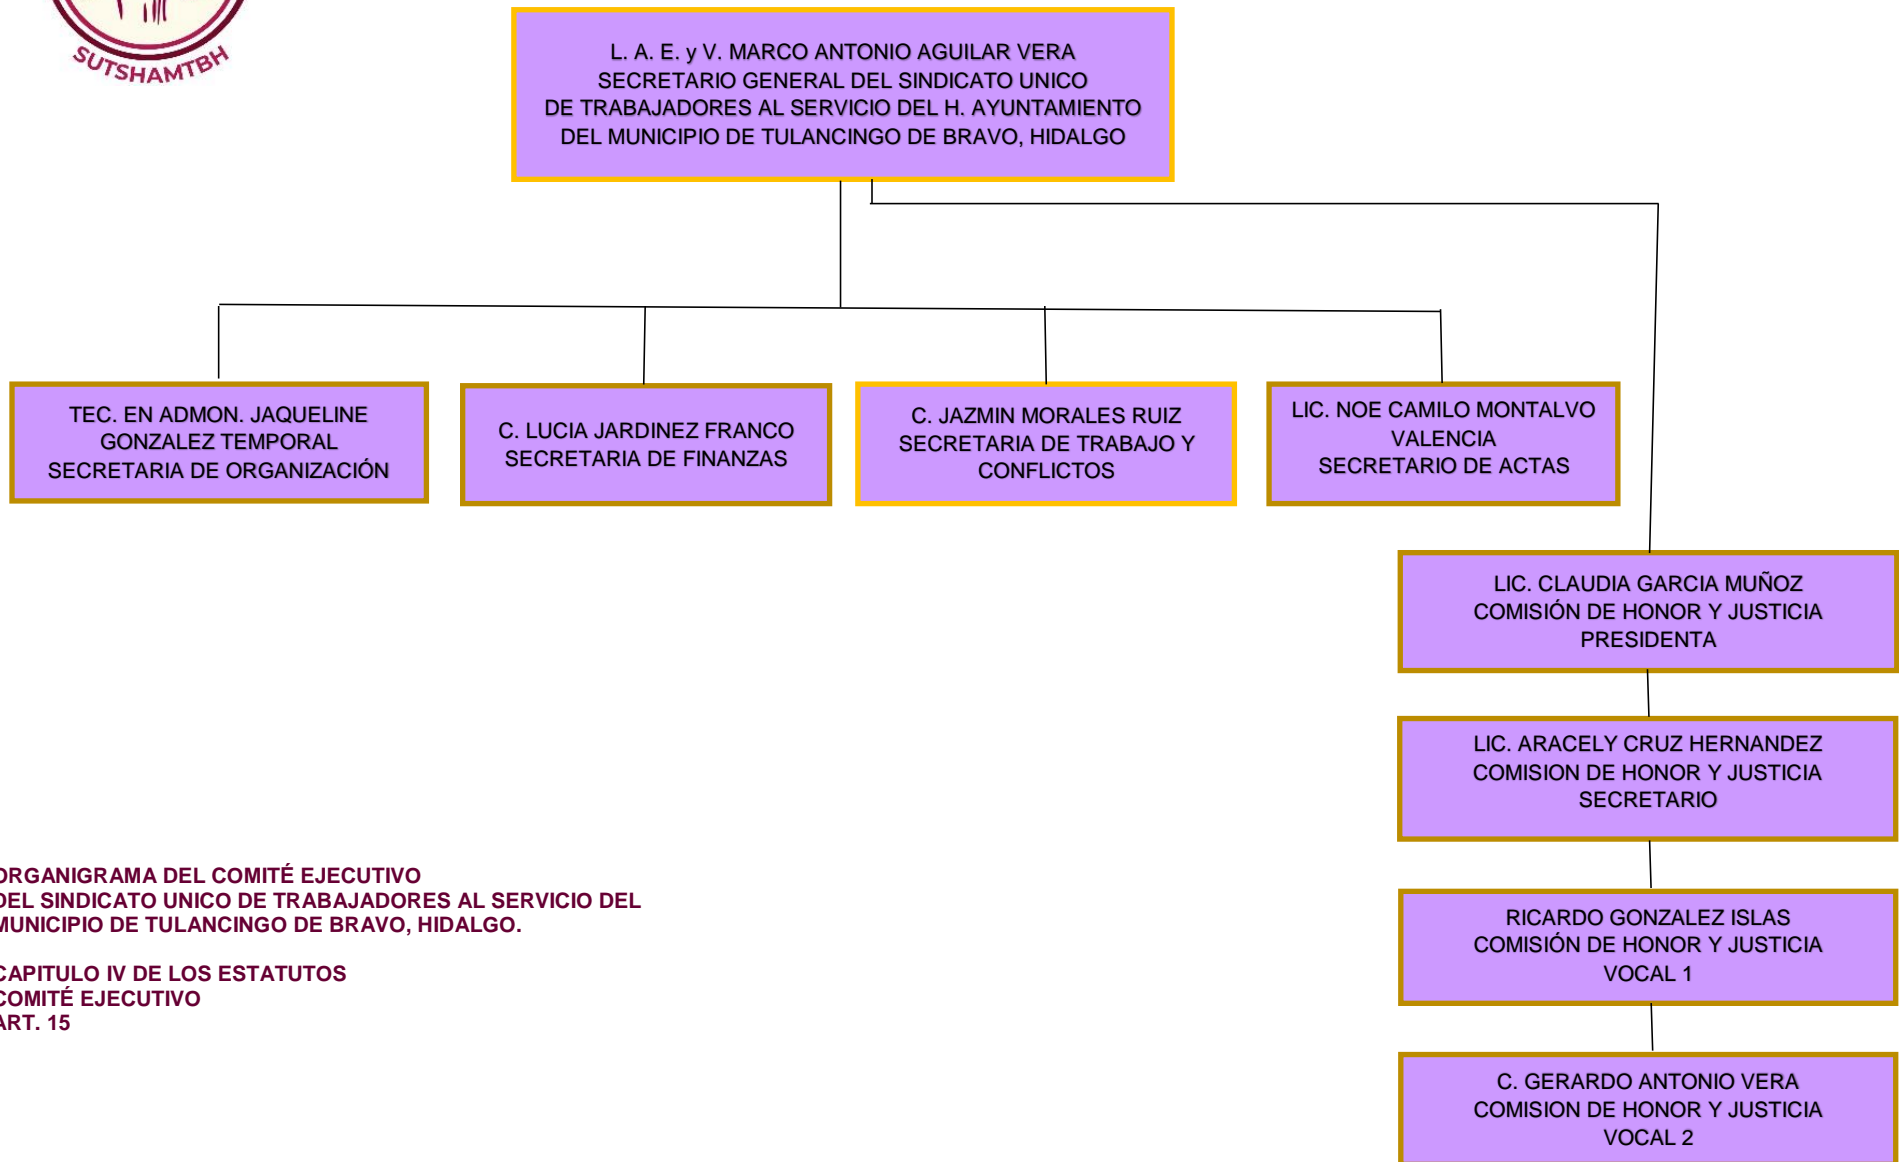 SUTSHAMTBH
L. A. E. y V. MARCO ANTONIO AGUILAR VERA
SECRETARIO GENERAL DEL SINDICATO UNICO
DE TRABAJADORES AL SERVICIO DEL H. AYUNTAMIENTO
DEL MUNICIPIO DE TULANCINGO DE BRAVO, HIDALGO
TEC. EN ADMON. JAQUELINE
GONZALEZ TEMPORAL
SECRETARIA DE ORGANIZACIÓN
C. LUCIA JARDINEZ FRANCO
SECRETARIA DE FINANZAS
C. JAZMIN MORALES RUIZ
SECRETARIA DE TRABAJO Y
CONFLICTOS
LIC. NOE CAMILO MONTALVO
VALENCIA
SECRETARIO DE ACTAS
LIC. CLAUDIA GARCIA MUÑOZ
COMISIÓN DE HONOR Y JUSTICIA
PRESIDENTA
LIC. ARACELY CRUZ HERNANDEZ
COMISION DE HONOR Y JUSTICIA
SECRETARIO
RICARDO GONZALEZ ISLAS
COMISIÓN DE HONOR Y JUSTICIA
VOCAL 1
C. GERARDO ANTONIO VERA
COMISION DE HONOR Y JUSTICIA
VOCAL 2
ORGANIGRAMA DEL COMITÉ EJECUTIVO
DEL SINDICATO UNICO DE TRABAJADORES AL SERVICIO DEL
MUNICIPIO DE TULANCINGO DE BRAVO, HIDALGO.
CAPITULO IV DE LOS ESTATUTOS
COMITÉ EJECUTIVO
ART. 15